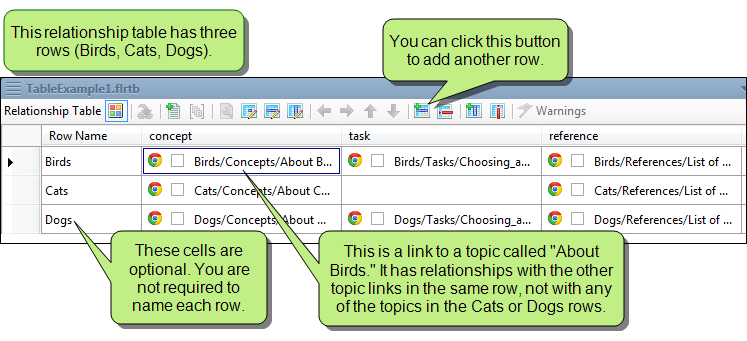 This relationship table has three
rows (Birds, Cats, Dogs).
You can click this button
to add another row.
TableExample1.flrtb
Relationship Table Warnings
Row Name concept task reference
Birds Birds/Concepts/About B... Birds/Tasks/Choosing_a... Birds/References/List of ...
Cats Cats/Concepts/About C... Cats/References/List of ...
Dogs Dogs/Concepts/About ... Dogs/Tasks/Choosing_a... Dogs/References/List of ...
These cells are
optional. You are
not required to
name each row.
This is a link to a topic called "About
Birds." It has relationships with the other
topic links in the same row, not with any
of the topics in the Cats or Dogs rows.